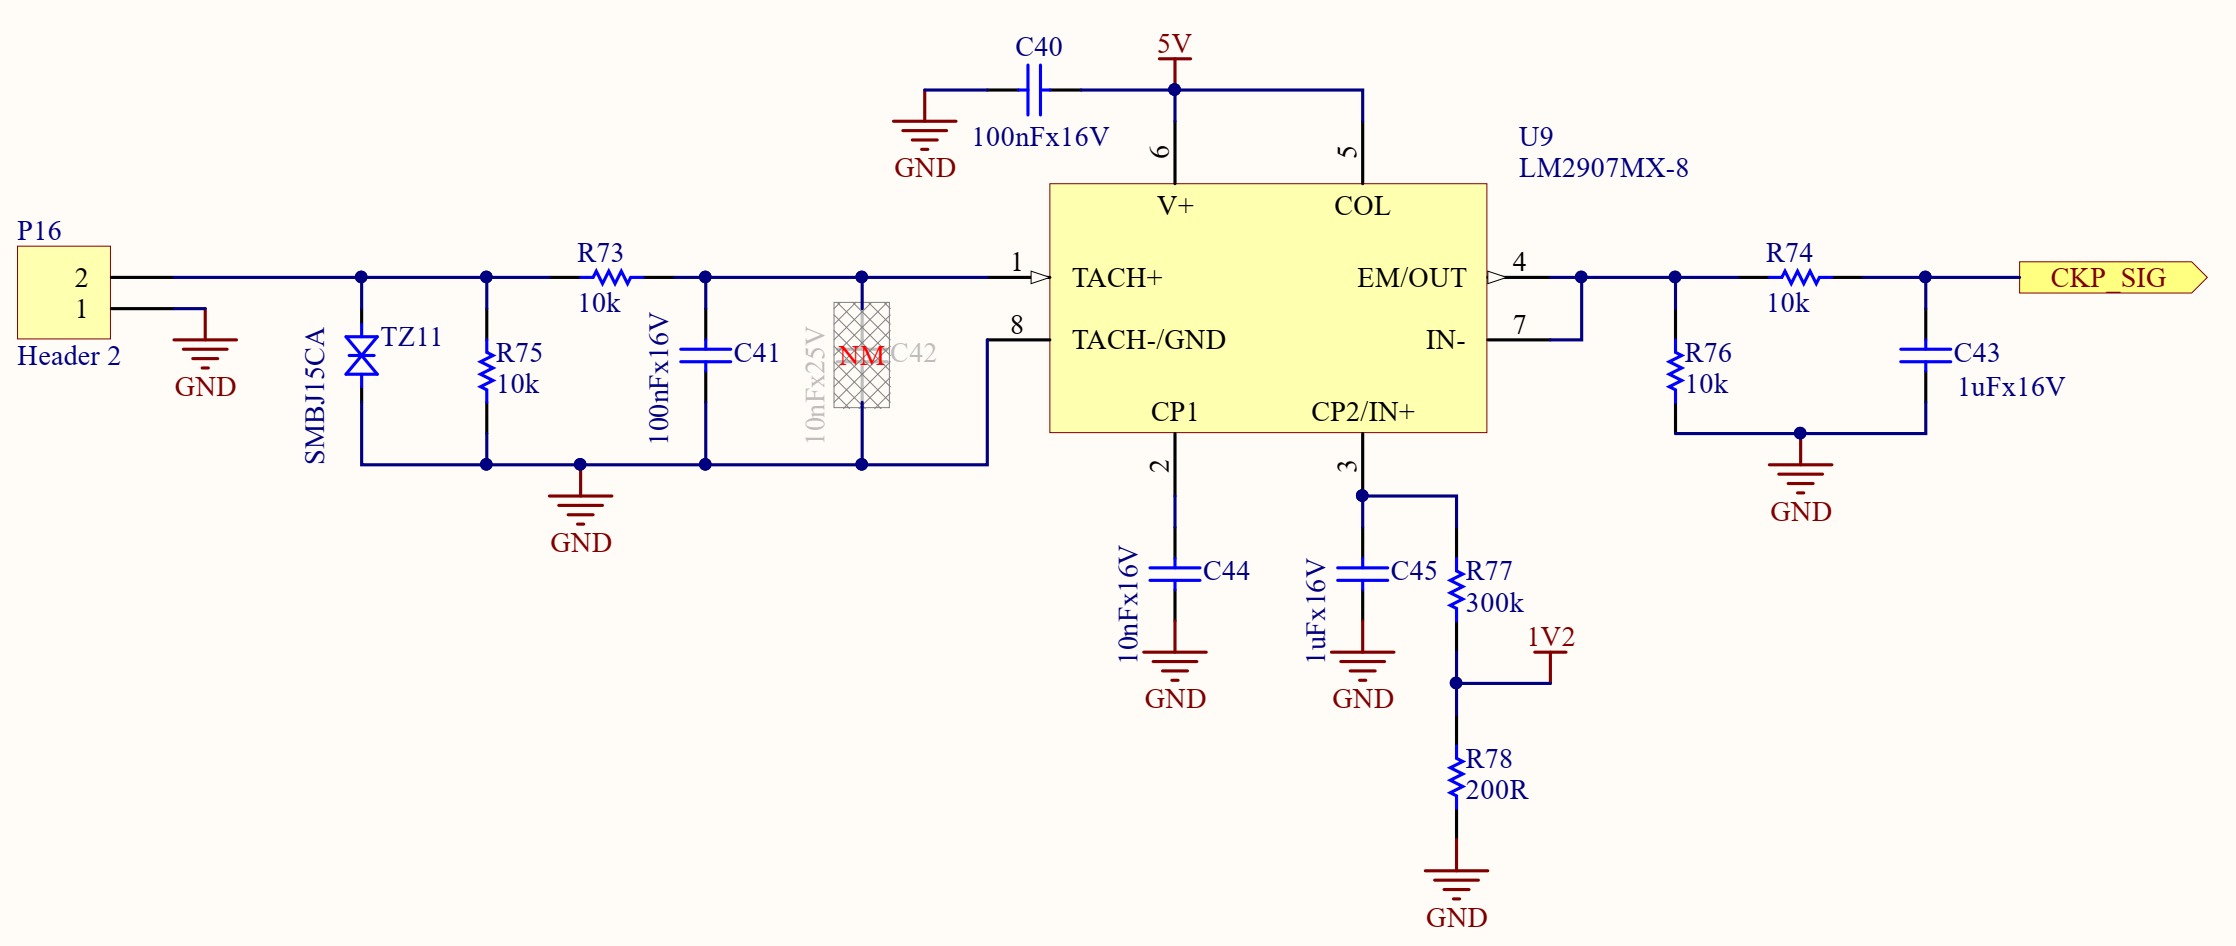 C40
5V
100nFx16V
GND
6
5
U9
LM2907MX-8
V+
COL
P16
2
1
Header 2
GND
R73
10k
1
TACH+
EM/OUT
4
R74
10k
CKP_SIG
SMBJ15CA
TZ11
R75
10k
100nFx16V
C41
10nFx25V
NM
C42
8
TACH-/GND
IN-
7
R76
10k
C43
1uFx16V
CP1
CP2/IN+
2
3
GND
GND
10nFx16V
C44
1uFx16V
C45
R77
300k
1V2
GND
GND
R78
200R
GND